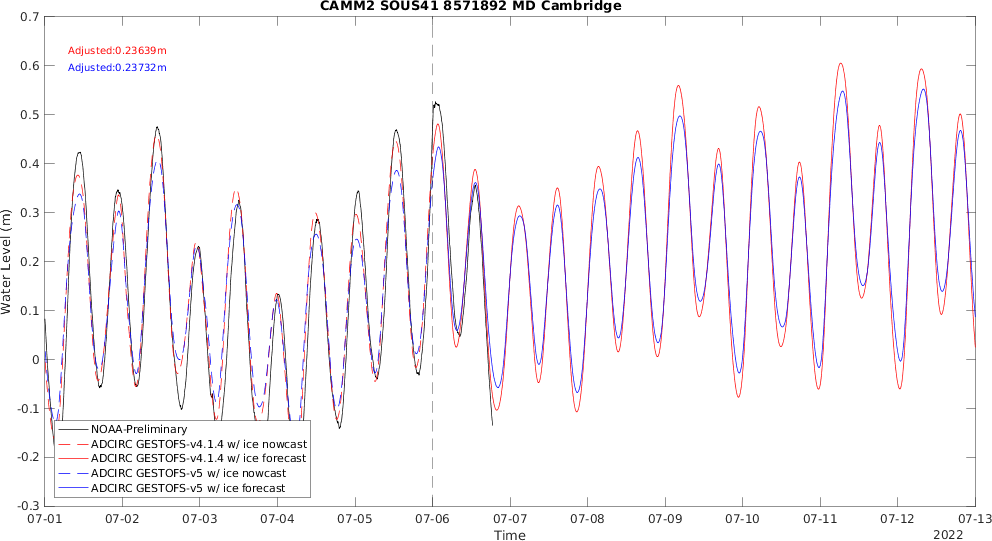 CAMM2 SOUS41 8571892 MD Cambridge
0.7
0.6
0.5
0.4
0.3
0.2
0.1
0
-0.1
-0.2
-0.3
Water Level (m)
Adjusted:0.23639m
Adjusted:0.23732m
NOAA-Preliminary
ADCIRC GESTOFS-v4.1.4 w/ ice nowcast
ADCIRC GESTOFS-v4.1.4 w/ ice forecast
ADCIRC GESTOFS-v5 w/ ice nowcast
ADCIRC GESTOFS-v5 w/ ice forecast
07-01 07-02 07-03 07-04 07-05 07-06 07-07 07-08 07-09 07-10 07-11 07-12 07-13
Time
2022